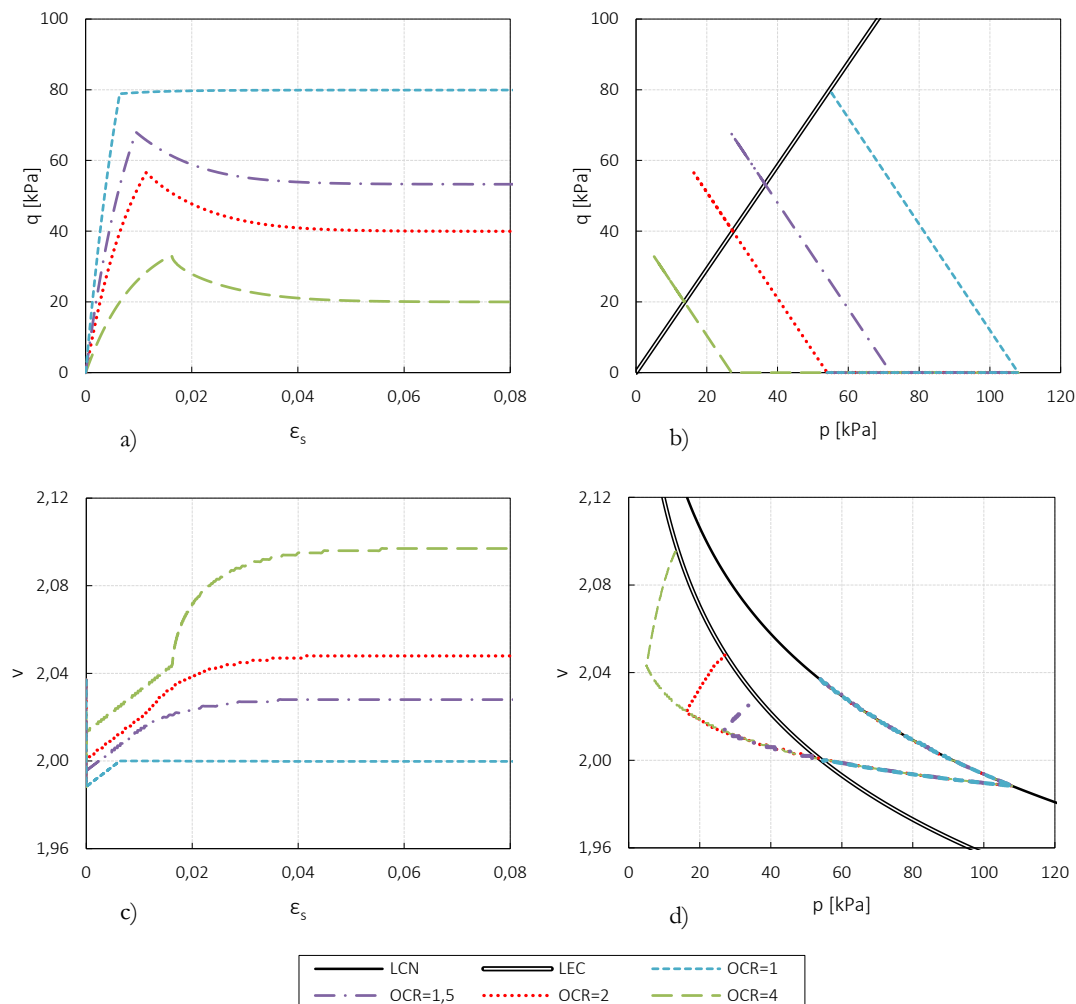 100
80
60
40
20
0
q [kPa]
0
0,02
0,04
0,06
0,08
a)
εs
100
80
60
40
20
0
q [kPa]
0
20
40
60
80
100
120
b)
p [kPa]
2,12
2,08
2,04
2,00
1,96
v
0
0,02
0,04
0,06
0,08
c)
εs
2,12
2,08
2,04
2,00
1,96
v
0
20
40
60
80
100
120
d)
p [kPa]
LCN
LEC
OCR=1
OCR=1,5
OCR=2
OCR=4